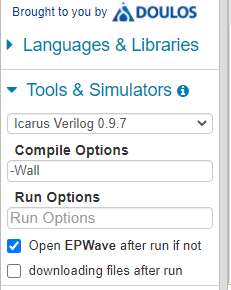 Brought to you by DOULOS
Languages & Libraries
Tools & Simulators
Icarus Verilog 0.9.7
Compile Options
-Wall
Run Options
Run Options
Open EPWave after run if not
downloading files after run